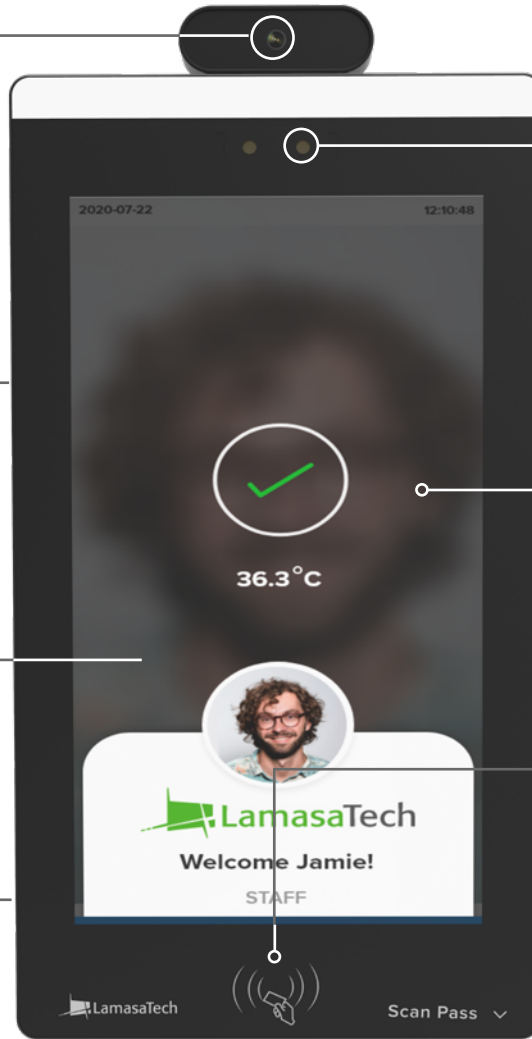 2020-07-22 12:10:48
36.3°C
LamasaTech
Welcome Jamie!
STAFF
LamasaTech
Scan Pass